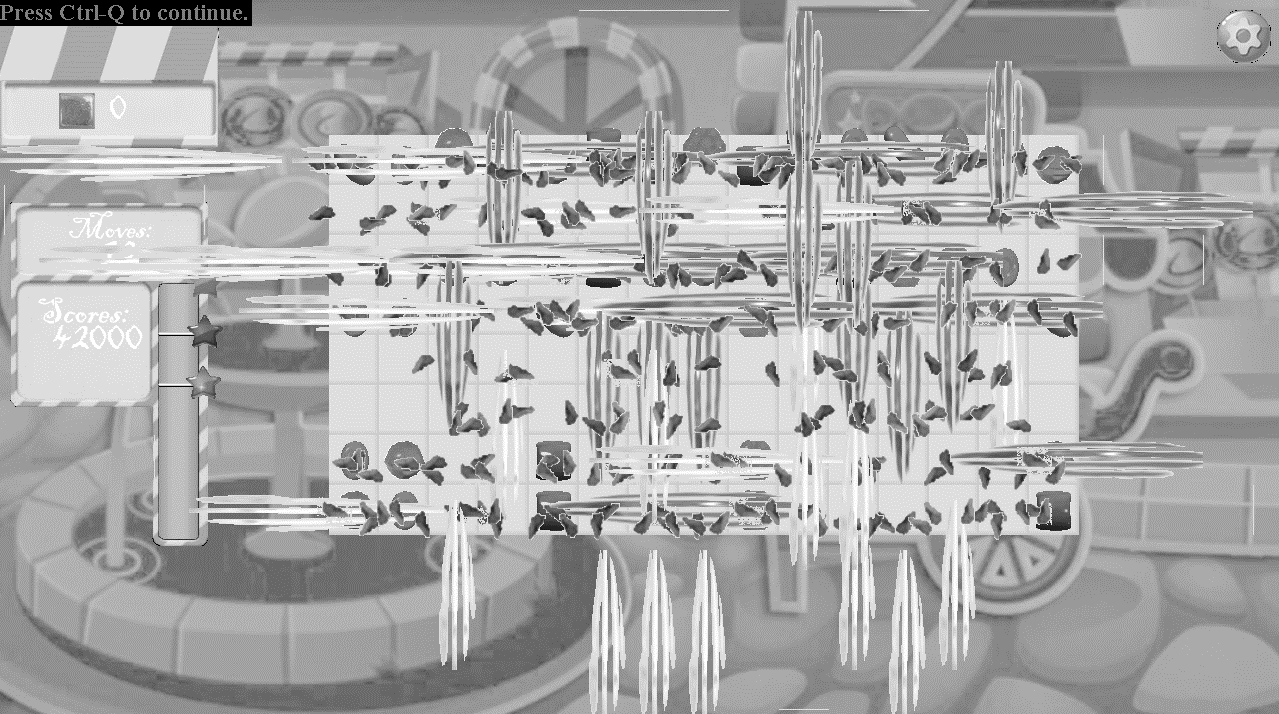 Press Ctrl-Q to continue.
0
Moves:
Scores:
42000